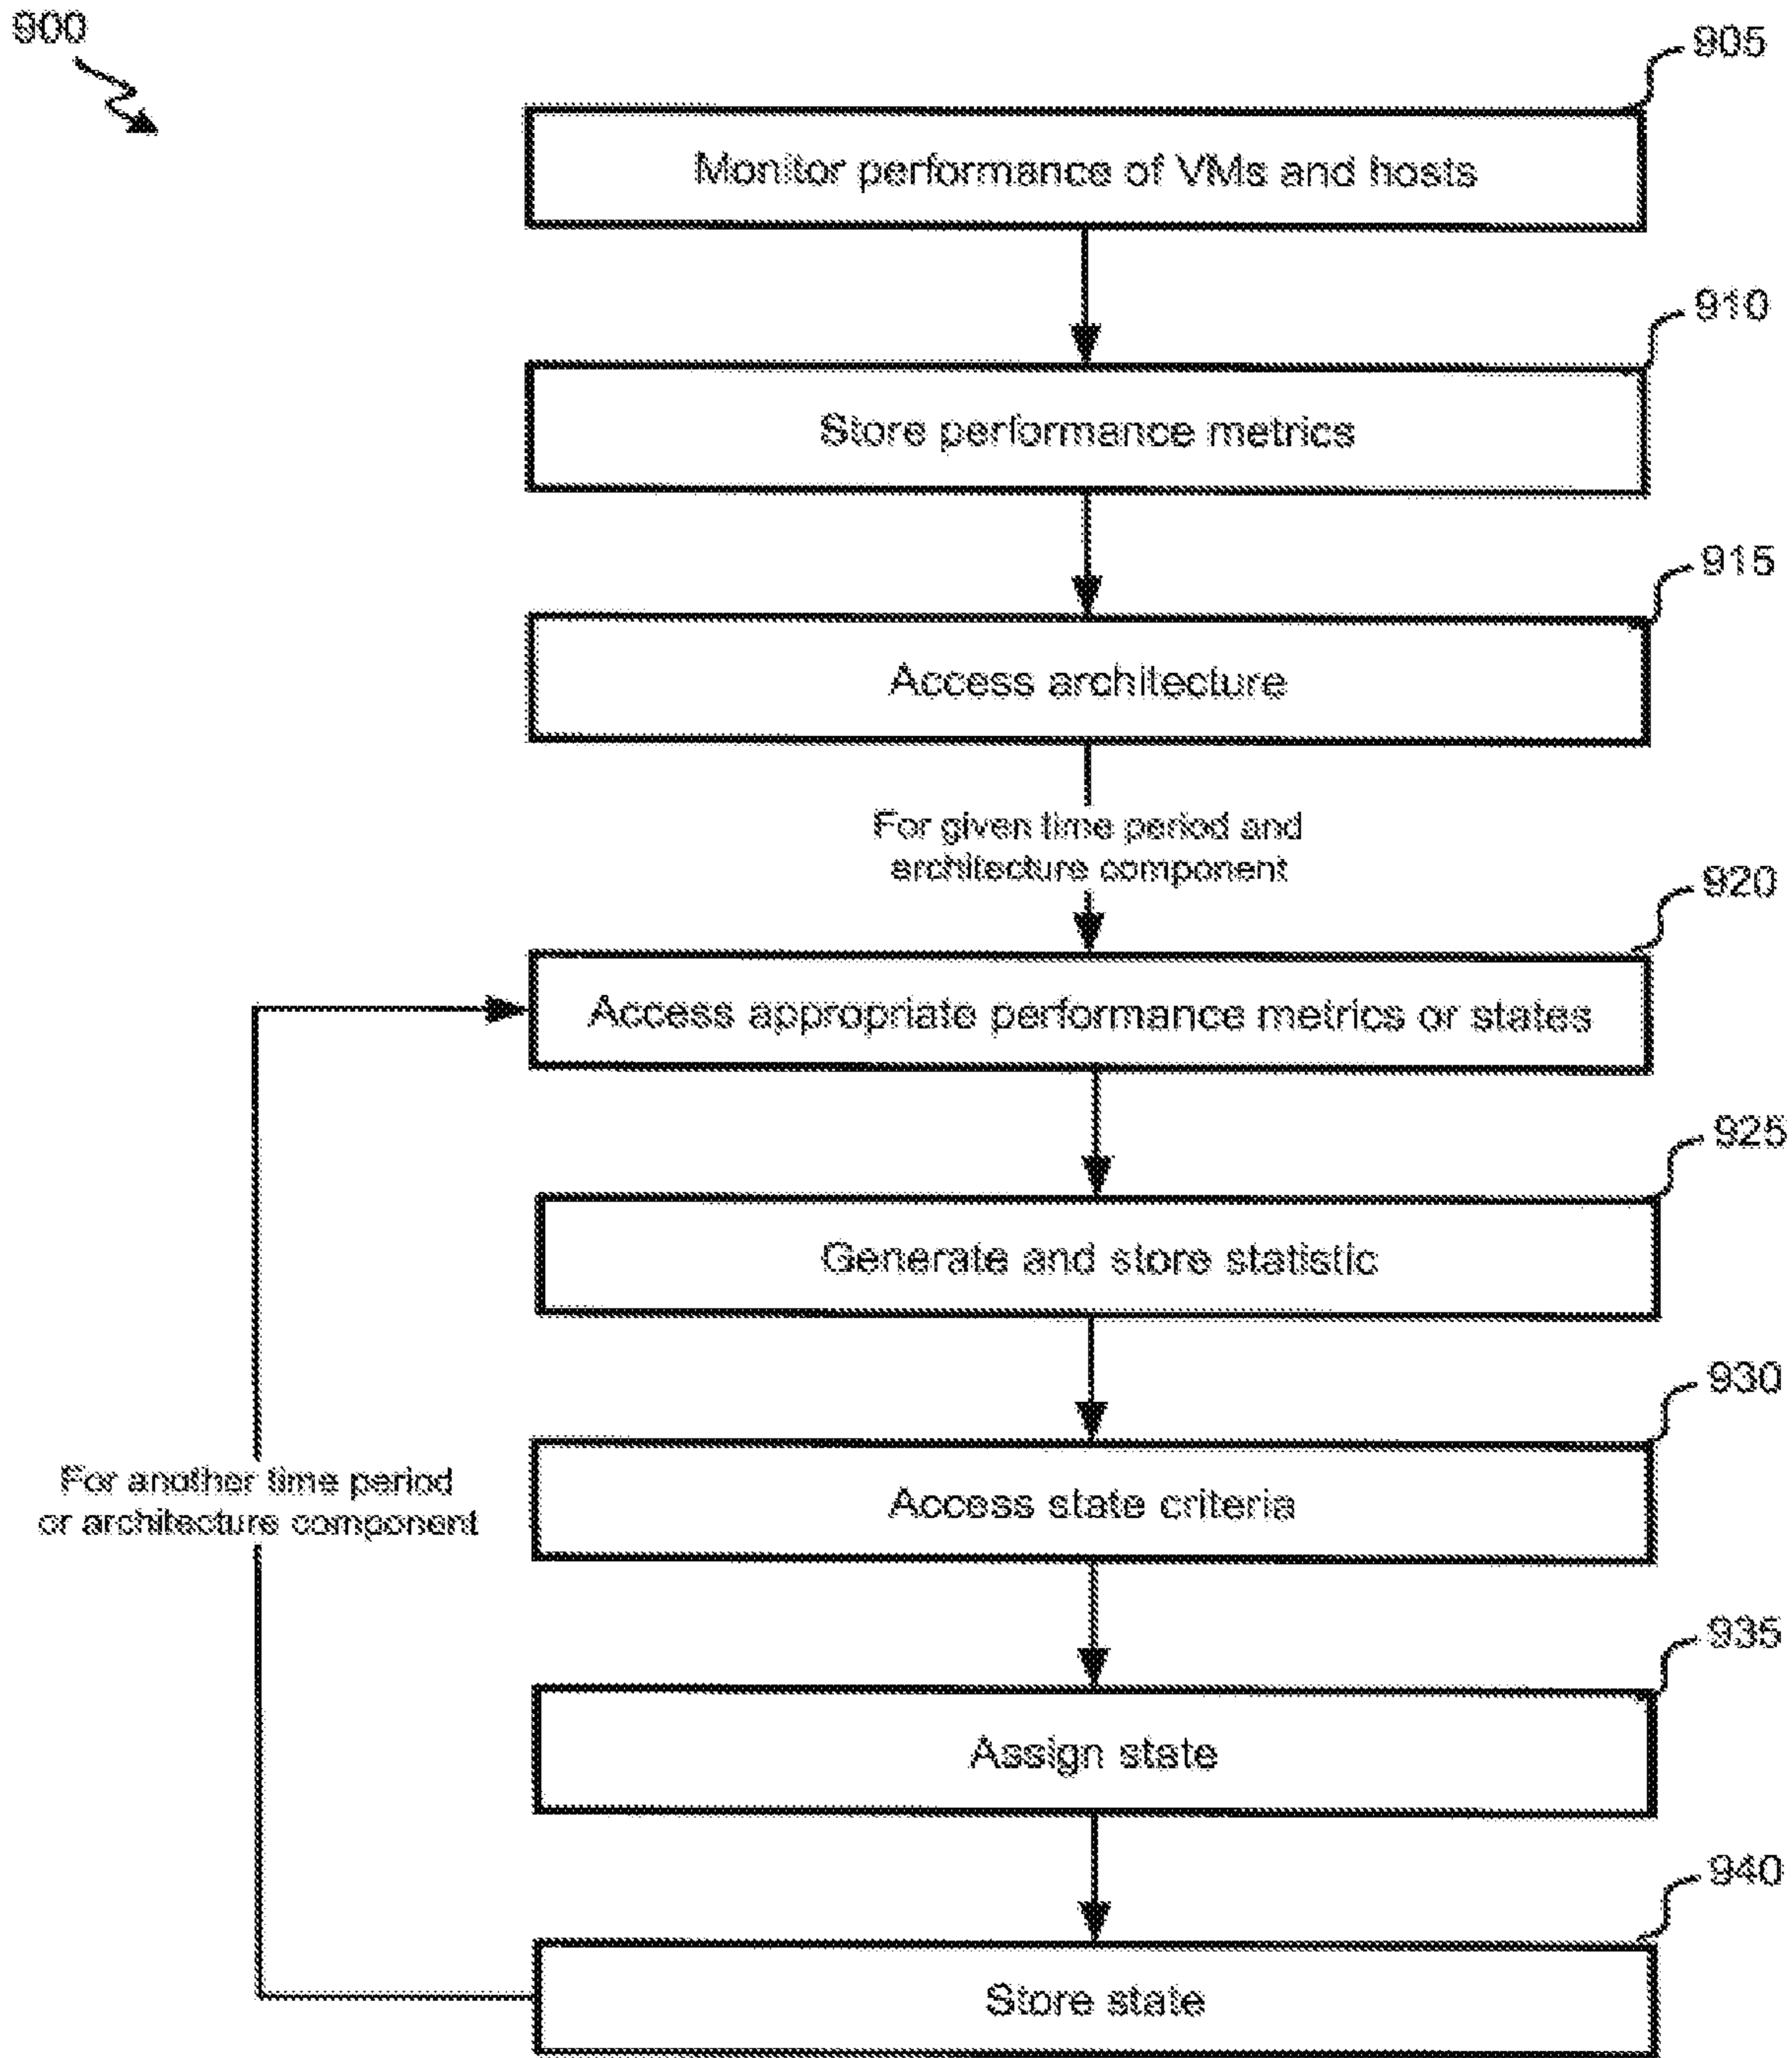 900
905
Monitor performance of VMs and hosts
910
Store performance metrics
915
Access architecture
For given time period and
architecture component
920
Access appropriate performance metrics or states
925
Generate and store statistic
930
Access state criteria
For another time period
or architecture component
935
Assign state
940
Store state